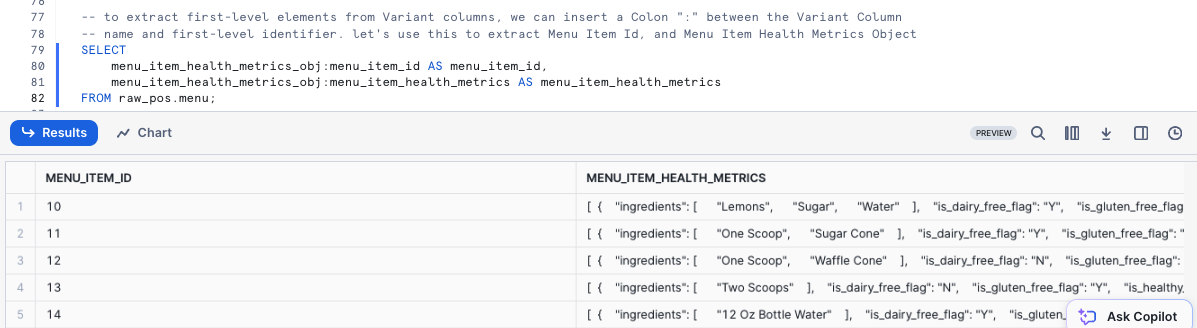 76
77 -- to extract first-level elements from Variant columns, we can insert a Colon ":" between the Variant Column
78 -- name and first-level identifier. let's use this to extract Menu Item Id, and Menu Item Health Metrics Object
79 SELECT
80 menu_item_health_metrics_obj:menu_item_id AS menu_item_id,
81 menu_item_health_metrics_obj:menu_item_health_metrics AS menu_item_health_metrics
82 FROM raw_pos.menu;
Results Chart PREVIEW
MENU_ITEM_ID MENU_ITEM_HEALTH_METRICS
1 10 [ { "ingredients": [ "Lemons", "Sugar", "Water" ], "is_dairy_free_flag": "Y", "is_gluten_free_flag
2 11 [ { "ingredients": [ "One Scoop", "Sugar Cone" ], "is_dairy_free_flag": "Y", "is_gluten_free_flag": "
3 12 [ { "ingredients": [ "One Scoop", "Waffle Cone" ], "is_dairy_free_flag": "N", "is_gluten_free_flag":
4 13 [ { "ingredients": [ "Two Scoops" ], "is_dairy_free_flag": "N", "is_gluten_free_flag": "Y", "is_healthy_
5 14 [ { "ingredients": [ "12 Oz Bottle Water" ], "is_dairy_free_flag": "Y", "is_gluten_
Ask Copilot